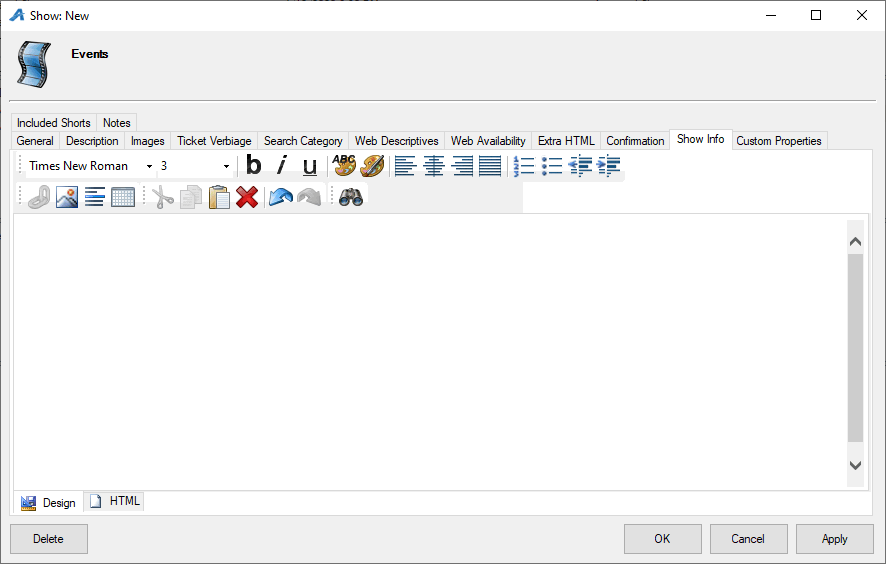 Show: New
Events
Included Shorts Notes
General Description Images Ticket Verbiage Search Category Web Descriptives Web Availability Extra HTML Confirmation Show Info Custom Properties
Times New Roman 3 b i u ABC
Design HTML
Delete OK Cancel Apply